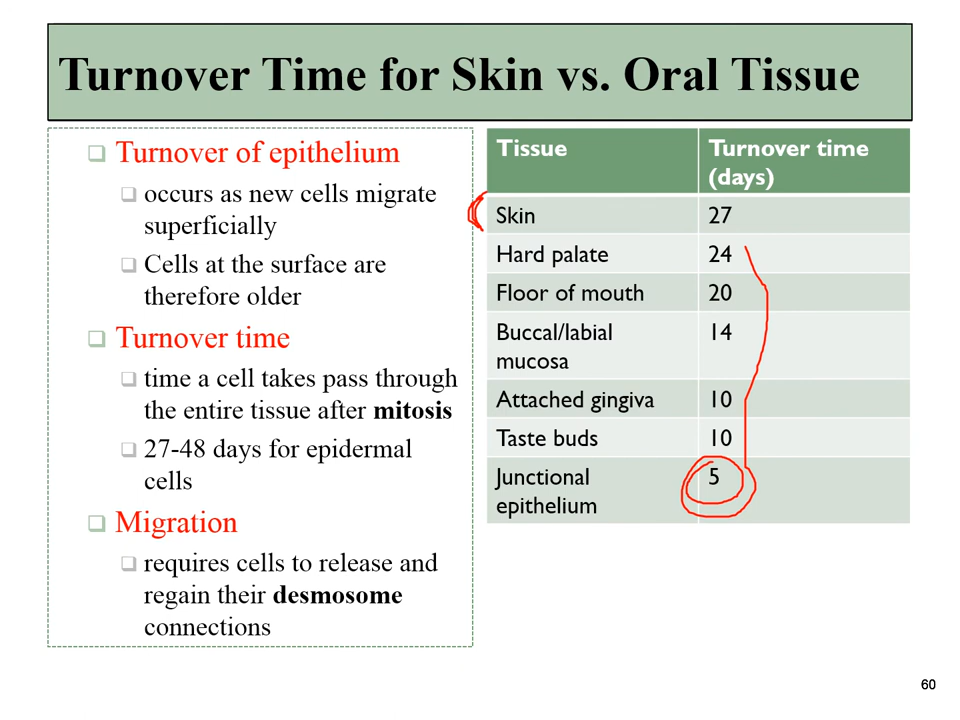 Turnover Time for Skin vs. Oral Tissue
Turnover of epithelium
occurs as new cells migrate
superficially
Cells at the surface are
therefore older
Turnover time
time a cell takes pass through
the entire tissue after mitosis
27-48 days for epidermal
cells
Migration
requires cells to release and
regain their desmosome
connections
Tissue Turnover time
(days)
Skin 27
Hard palate 24
Floor of mouth 20
Buccal/labial 14
mucosa
Attached gingiva 10
Taste buds 10
Junctional 5
epithelium
60